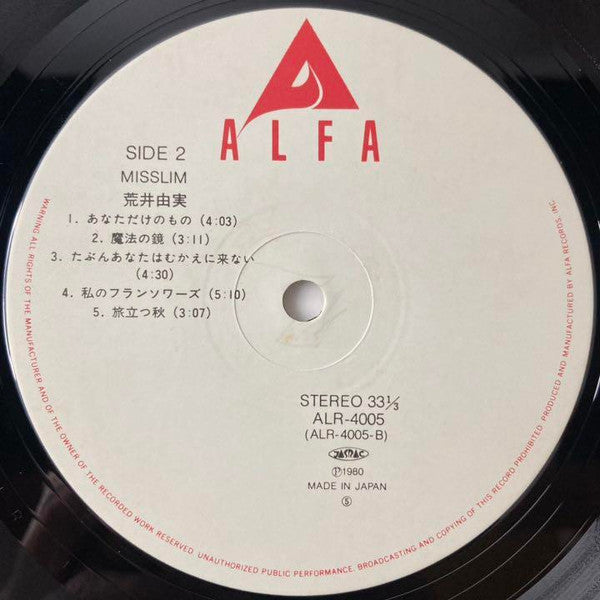 ALFA
SIDE 2
MISSLIM
荒井由実
1. あなただけのもの (4:03)
2. 魔法の鏡 (3:11)
3. たぶんあなたはむかえに来ない
(4:30)
4. 私のフランソワーズ (5:10)
5. 旅立つ秋 (3:07)
STEREO 33⅓
ALR-4005
(ALR-4005-B)
JASRAC
Ⓟ1980
MADE IN JAPAN
⑤
WARNING: ALL RIGHTS OF THE MANUFACTURER AND OF THE OWNER OF THE RECORDED WORK RESERVED. UNAUTHORIZED PUBLIC PERFORMANCE, BROADCASTING AND COPYING OF THIS RECORD PROHIBITED. PRODUCED AND MANUFACTURED BY ALFA RECORDS, INC.